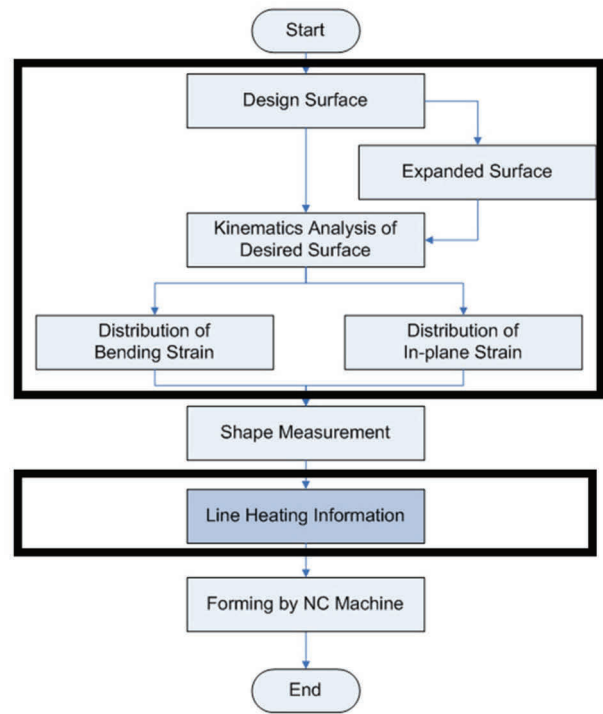 Start
Design Surface
Expanded Surface
Kinematics Analysis of
Desired Surface
Distribution of
Bending Strain
Distribution of
In-plane Strain
Shape Measurement
Line Heating Information
Forming by NC Machine
End